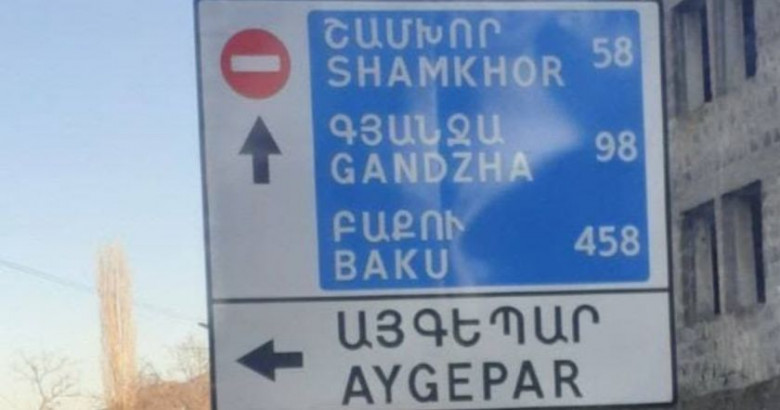 ՇԱՄԽՈՐ
SHAMKHOR 58
ԳՅԱՆՋԱ
GANDZHA 98
ԲԱՔՈՒ
BAKU 458
ԱՅԳԵՊԱՐ
AYGEPAR